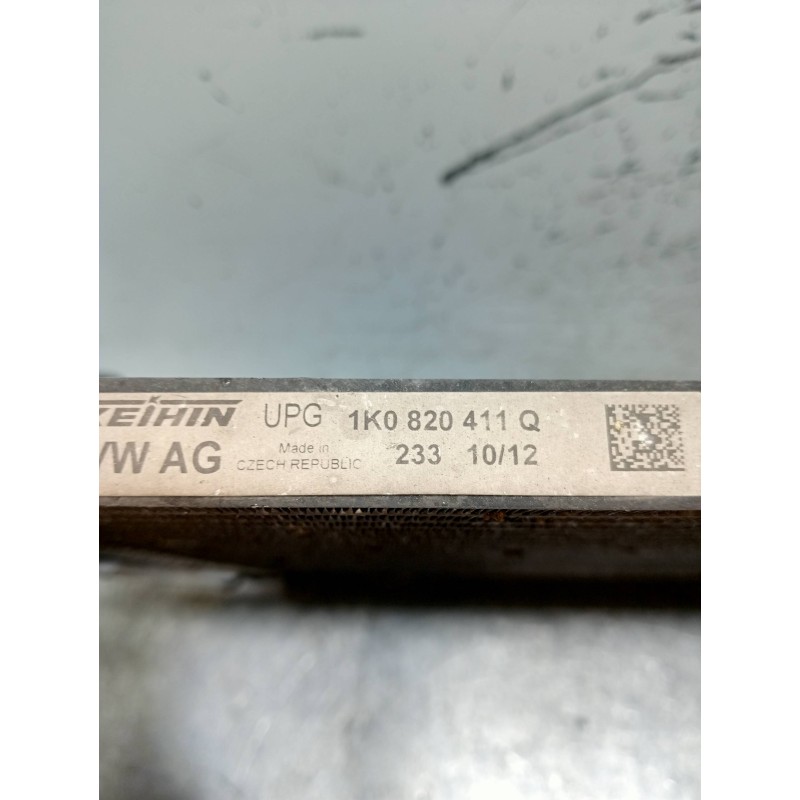 KEIHIN UPG 1K0 820 411 Q
VW AG Made in CZECH REPUBLIC 233 10/12